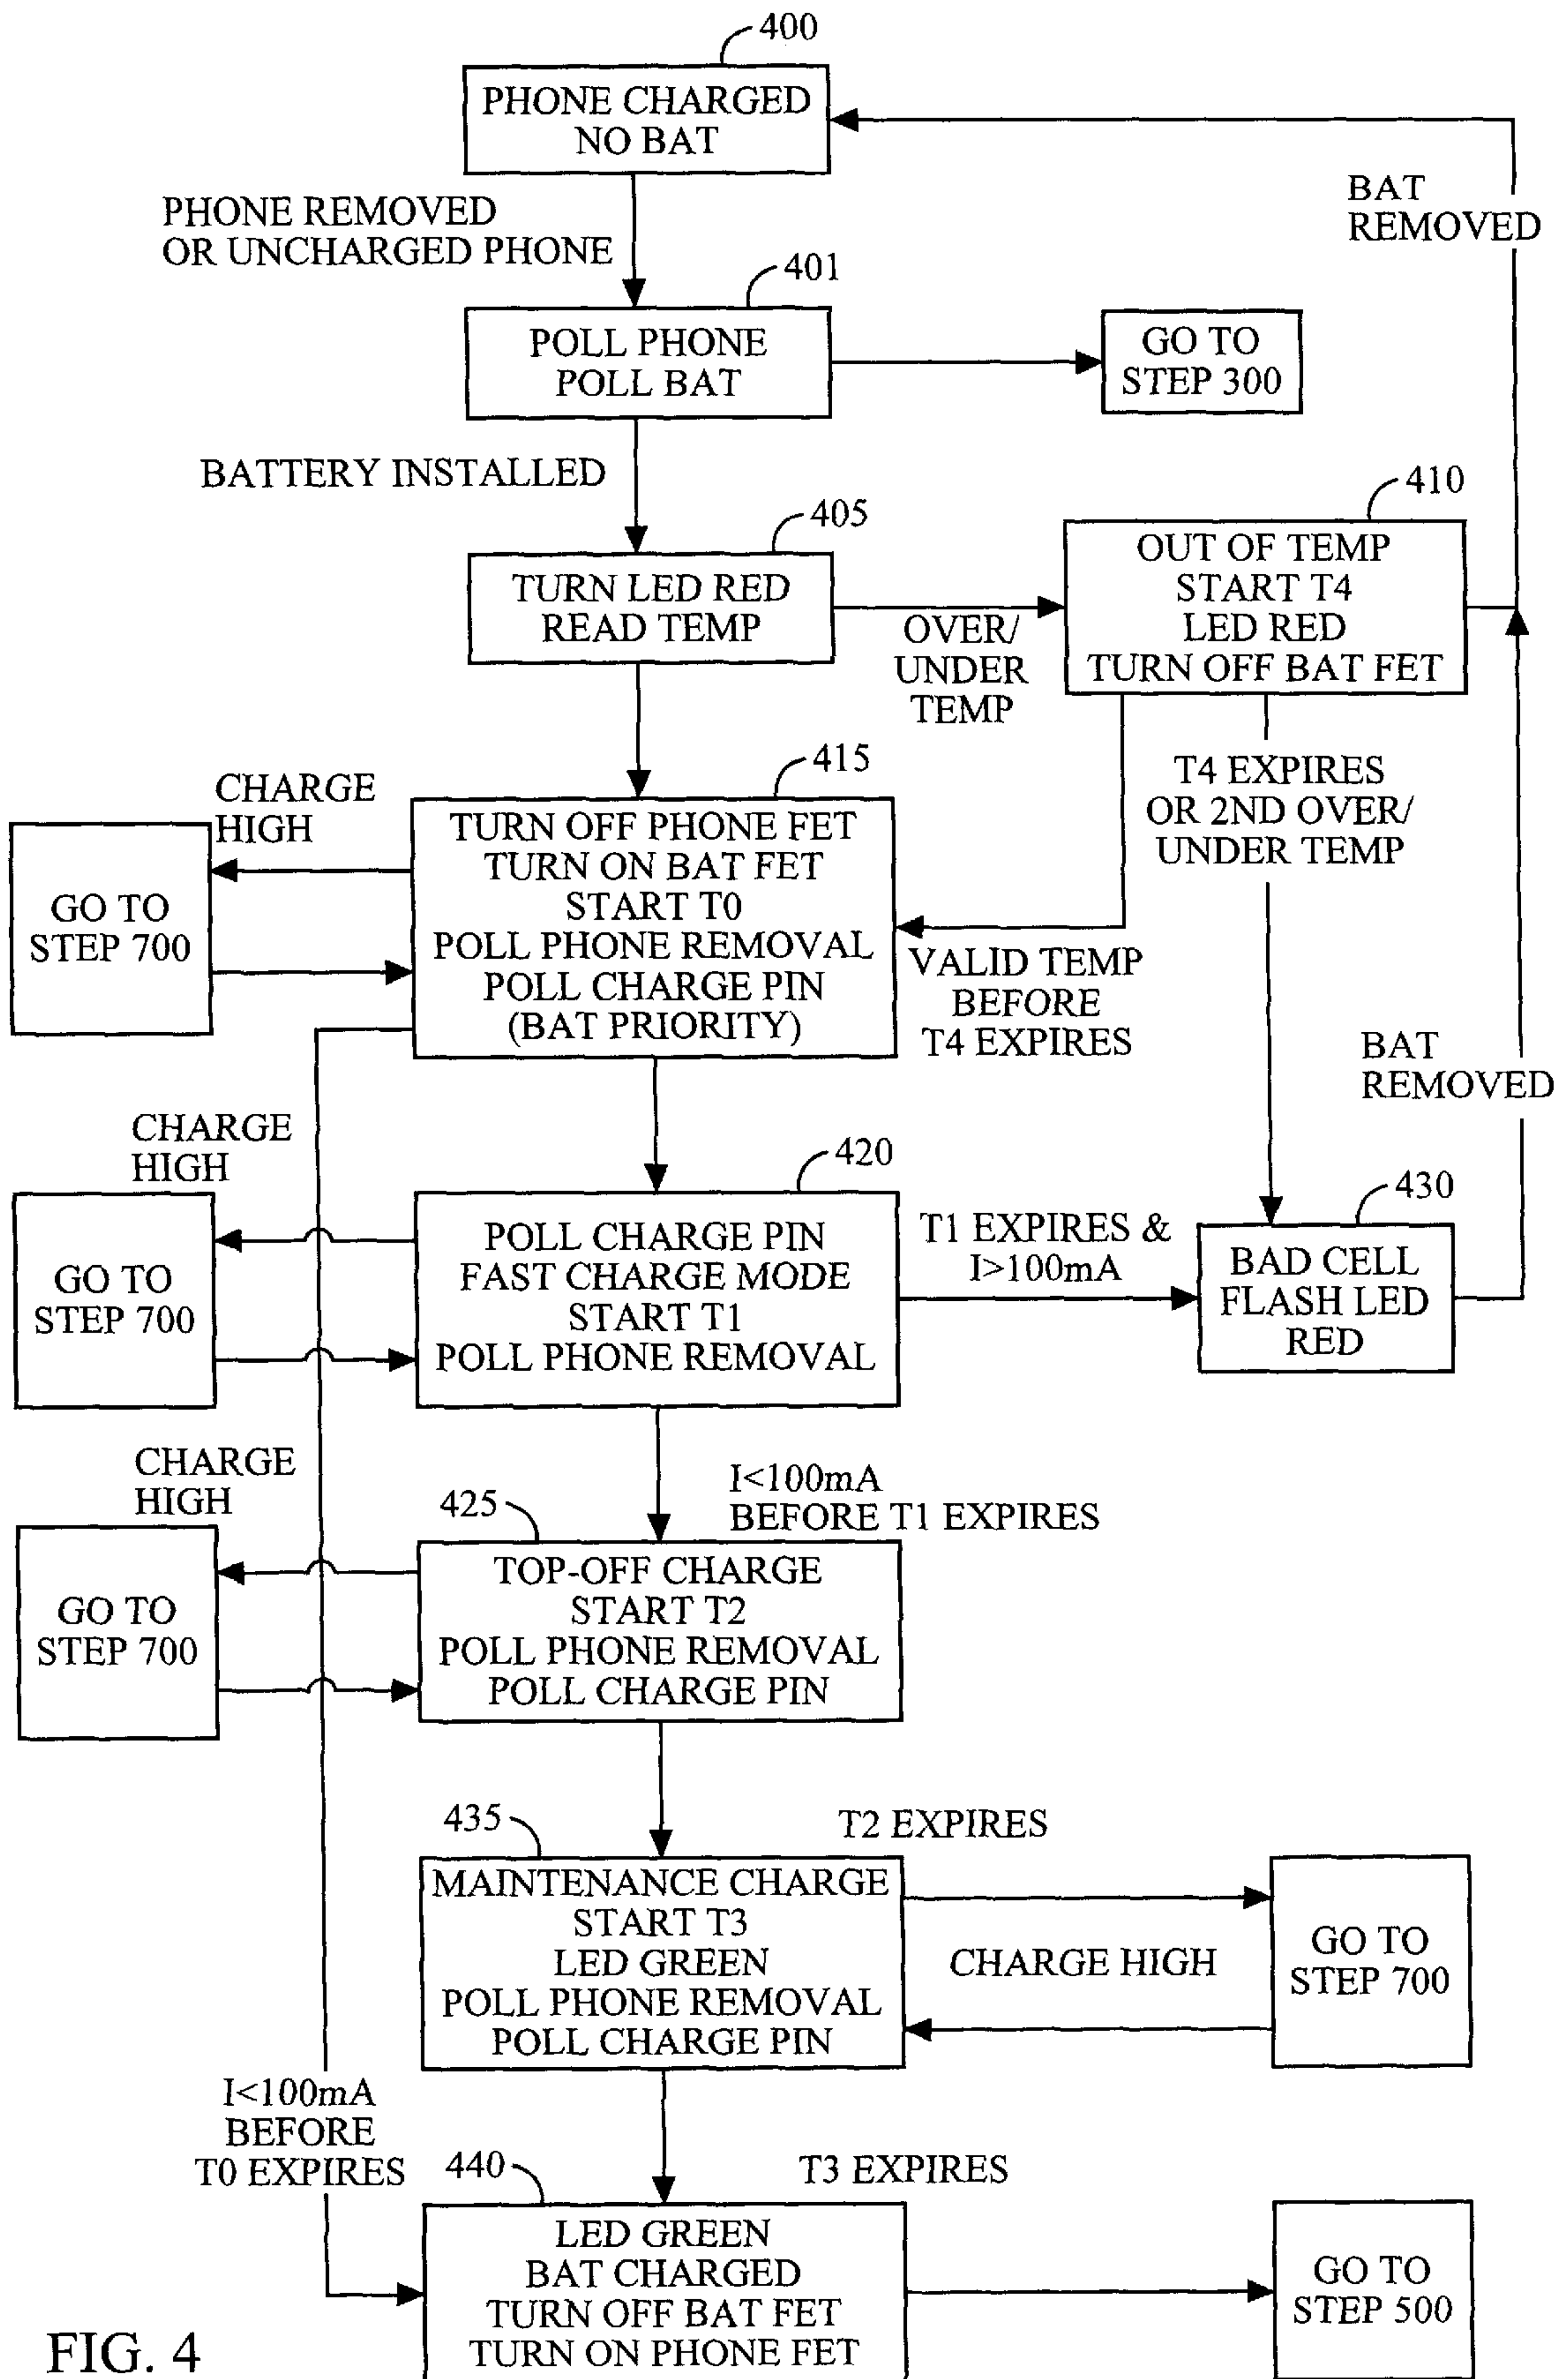 400
PHONE CHARGED
NO BAT
BAT
REMOVED
PHONE REMOVED
OR UNCHARGED PHONE
401
POLL PHONE
POLL BAT
GO TO
STEP 300
BATTERY INSTALLED
405
TURN LED RED
READ TEMP
OVER/
UNDER
TEMP
410
OUT OF TEMP
START T4
LED RED
TURN OFF BAT FET
T4 EXPIRES
OR 2ND OVER/
UNDER TEMP
415
TURN OFF PHONE FET
TURN ON BAT FET
START T0
POLL PHONE REMOVAL
POLL CHARGE PIN
(BAT PRIORITY)
CHARGE
HIGH
GO TO
STEP 700
VALID TEMP
BEFORE
T4 EXPIRES
BAT
REMOVED
CHARGE
HIGH
GO TO
STEP 700
420
POLL CHARGE PIN
FAST CHARGE MODE
START T1
POLL PHONE REMOVAL
T1 EXPIRES &
I>100mA
430
BAD CELL
FLASH LED
RED
CHARGE
HIGH
GO TO
STEP 700
I<100mA
BEFORE T1 EXPIRES
425
TOP-OFF CHARGE
START T2
POLL PHONE REMOVAL
POLL CHARGE PIN
T2 EXPIRES
435
MAINTENANCE CHARGE
START T3
LED GREEN
POLL PHONE REMOVAL
POLL CHARGE PIN
CHARGE HIGH
GO TO
STEP 700
I<100mA
BEFORE
T0 EXPIRES
T3 EXPIRES
440
LED GREEN
BAT CHARGED
TURN OFF BAT FET
TURN ON PHONE FET
GO TO
STEP 500
FIG. 4